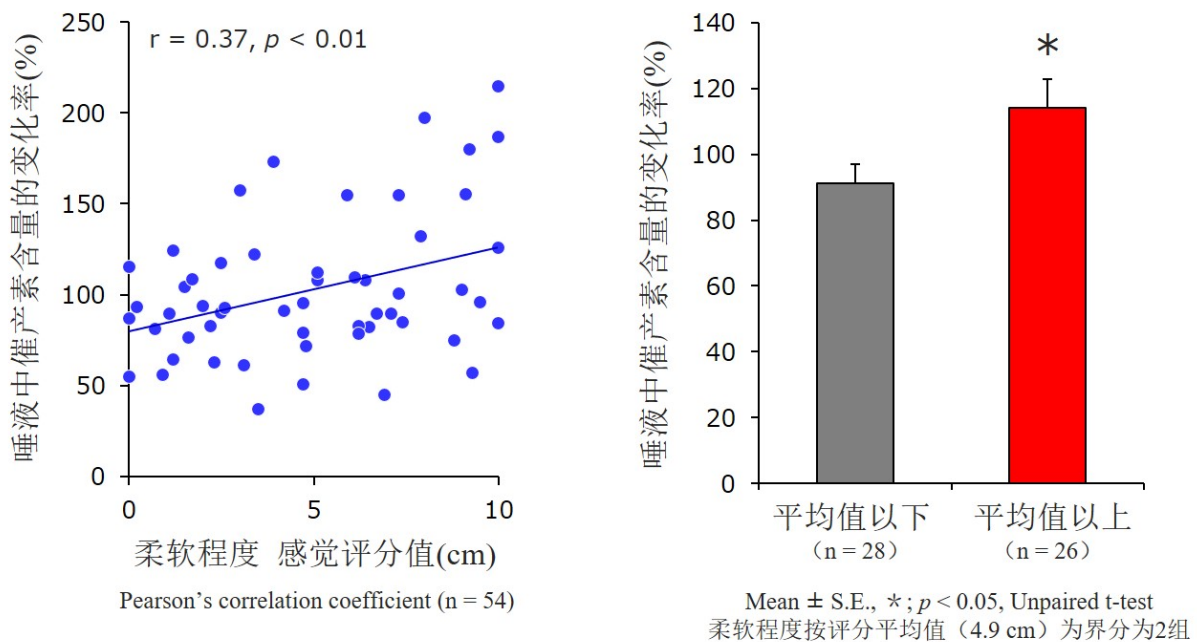 唾液中催产素含量的变化率(%)
250
200
150
100
50
0
r = 0.37, p < 0.01
0
5
10
柔软程度 感觉评分值(cm)
Pearson's correlation coefficient (n = 54)
唾液中催产素含量的变化率(%)
140
120
100
80
60
40
20
0
*
平均值以下
(n = 28)
平均值以上
(n = 26)
Mean ± S.E., *; p < 0.05, Unpaired t-test
柔软程度按评分平均值（4.9 cm）为界分为2组